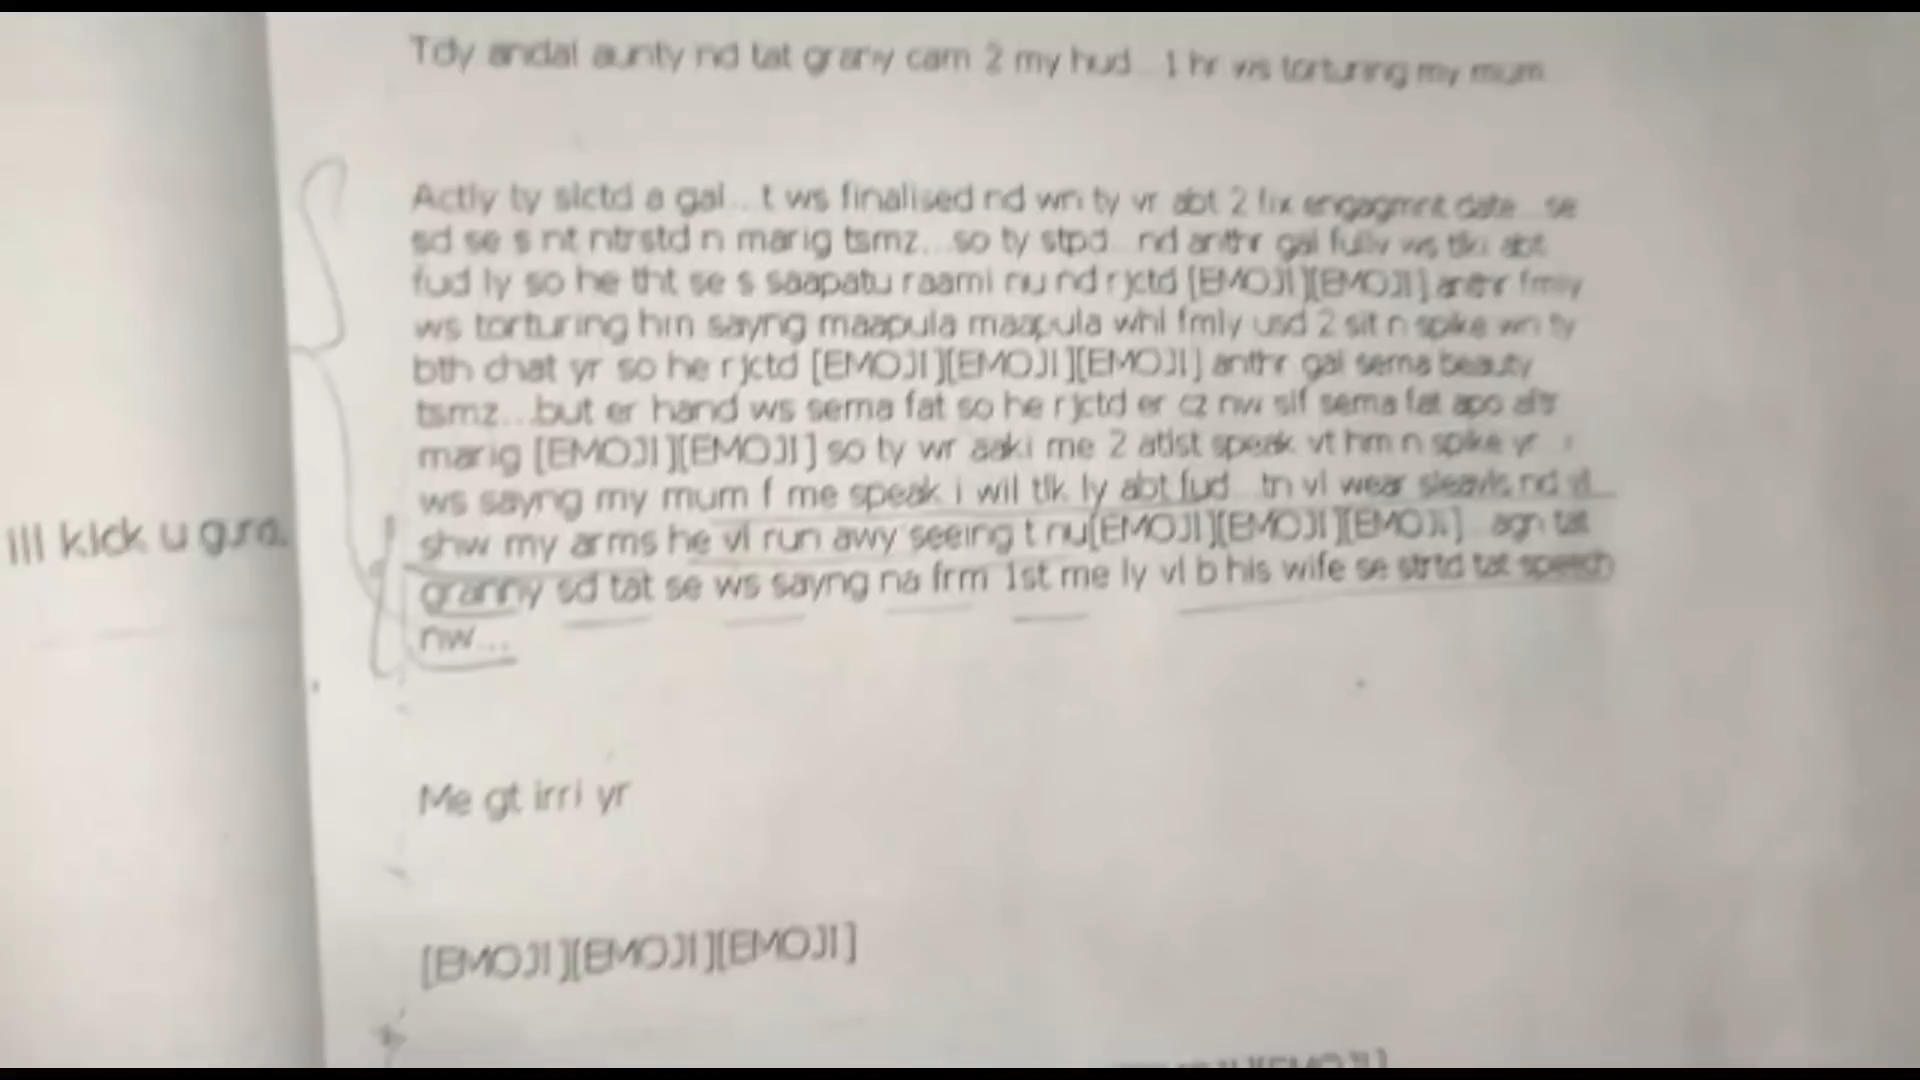 Tdy andal aunty nd tat grany cam 2 my hud... 1 hr ws torturing my mum
Actly ty slctd a gal... t ws finalised nd wn ty vr abt 2 fix engagmnt date... se
sd se s nt ntrstd n marig tsmz....so ty stpd... nd anthr gal fully ws tlki abt
fud ly so he tht se s saapatu raami nu nd rjctd [EMOJI][EMOJI] anthr fmly
ws torturing hm sayng maapula maapula whl fmly usd 2 sit n spke wn ty
bth chat yr so he rjctd [EMOJI][EMOJI][EMOJI] anthr gal sema beauty
tsmz....but er hand ws sema fat so he rjctd er cz nw slf sema fat apo aftr
marig [EMOJI][EMOJI] so ty wr aski me 2 atlst speak vt hm n spke yr
ws sayng my mum f me speak i wil tlk ly abt fud... tn vl wear sleavls nd vl
ill kick u
shw my arms he vl run awy seeing t nu[EMOJI][EMOJI][EMOJI] agn tat
granny sd tat se ws sayng na frm 1st me ly vl b his wife se strtd tat speech
nw...
Me gt irri yr
[EMOJI][EMOJI][EMOJI]